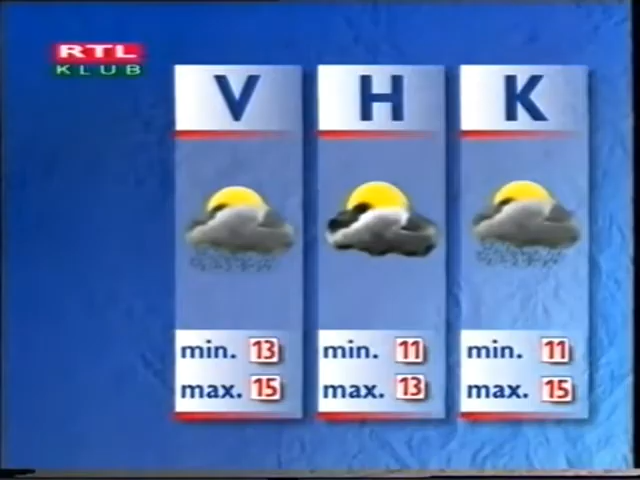 RTL
KLUB
V H K
min. 13 min. 11 min. 11
max. 15 max. 13 max. 15